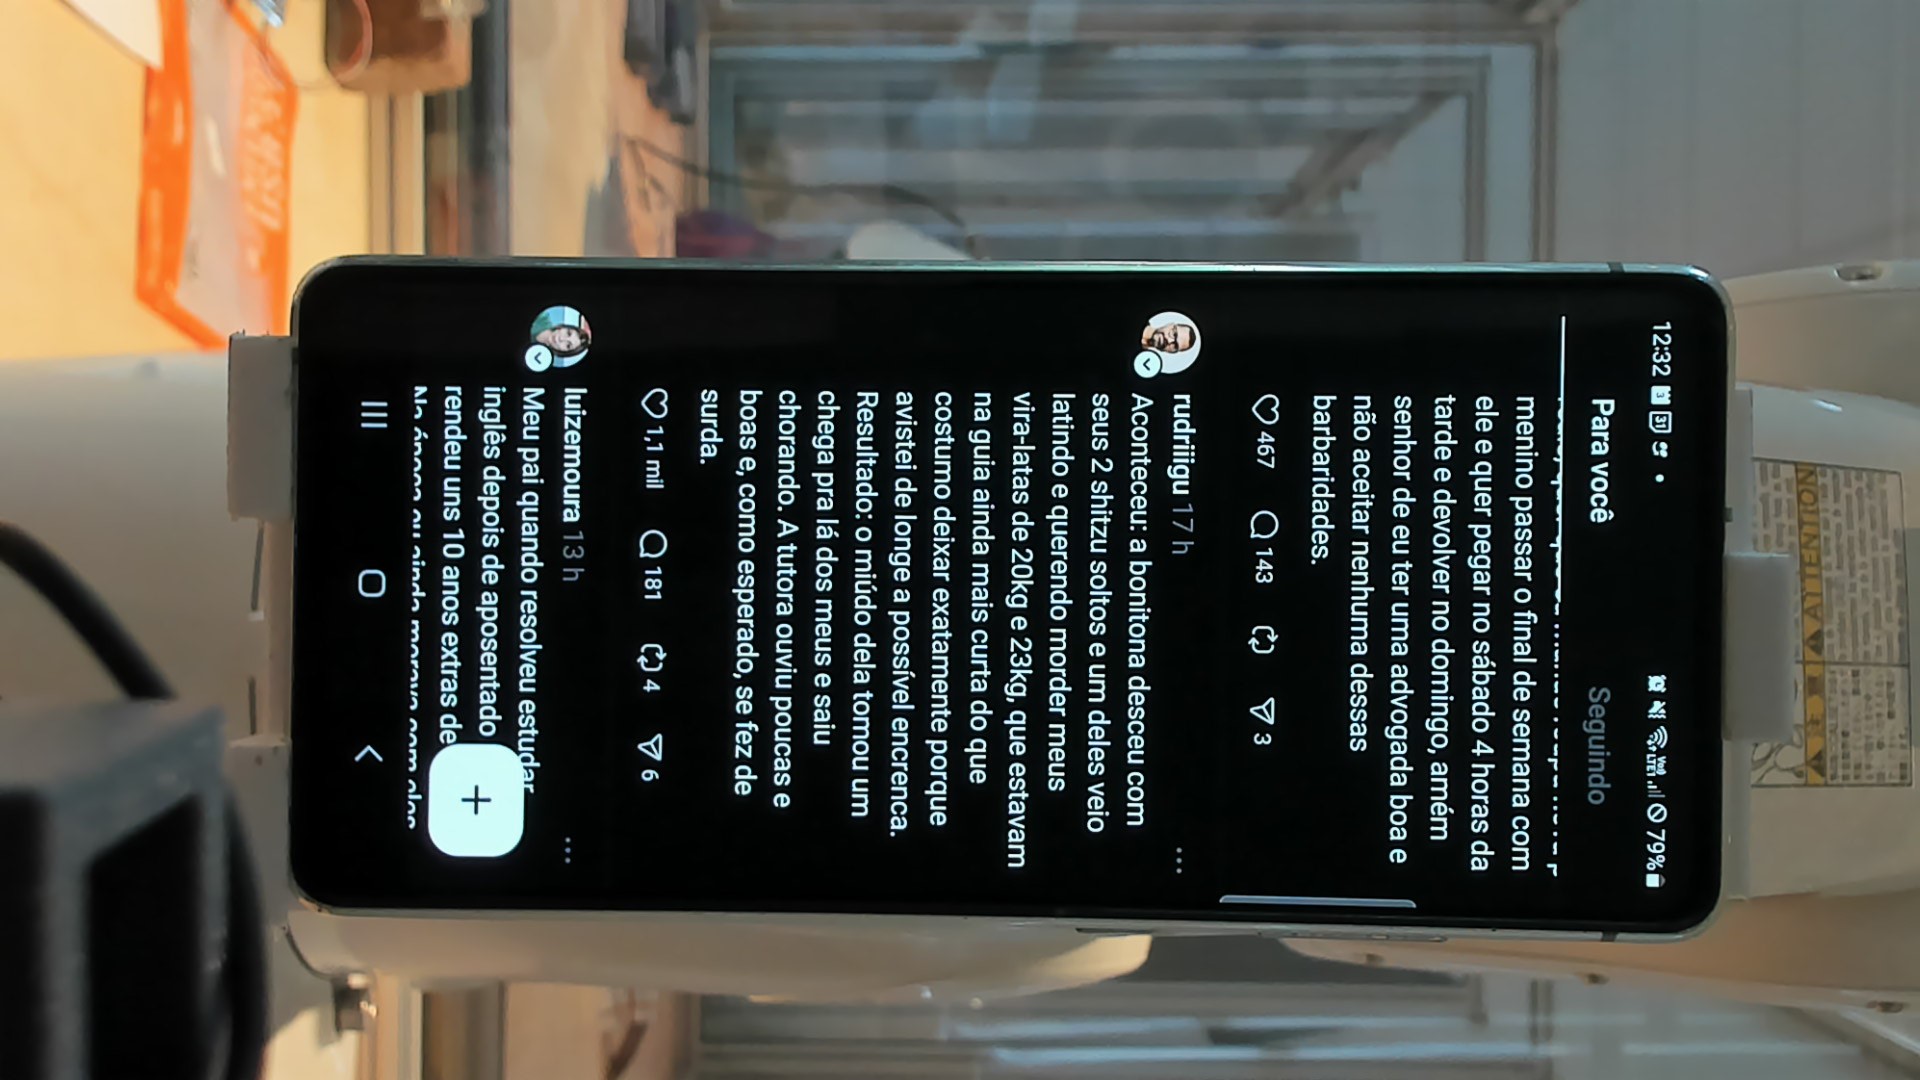 12:32
79%
Para você
Seguindo
menino passar o final de semana com
ele e quer pegar no sábado 4 horas da
tarde e devolver no domingo, amém
senhor de eu ter uma advogada boa e
não aceitar nenhuma dessas
barbaridades.
467 143 3
rudriiigu 17 h
Aconteceu: a bonitona desceu com
seus 2 shitzu soltos e um deles veio
latindo e querendo morder meus
vira-latas de 20kg e 23kg, que estavam
na guia ainda mais curta do que
costumo deixar exatamente porque
avistei de longe a possível encrenca.
Resultado: o miúdo dela tomou um
chega pra lá dos meus e saiu
chorando. A tutora ouviu poucas e
boas e, como esperado, se fez de
surda.
1,1 mil 181 4 6
luizemoura 13 h
Meu pai quando resolveu estudar
inglês depois de aposentado
rendeu uns 10 anos extras de
ATTENTION